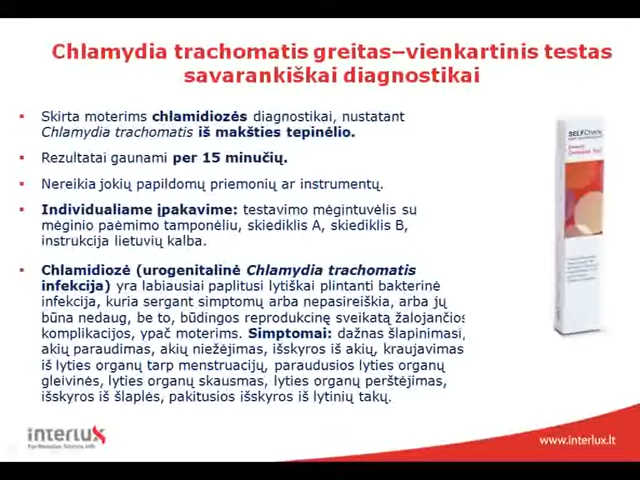 Chlamydia trachomatis greitas–vienkartinis testas
savarankiškai diagnostikai
▪ Skirta moterims chlamidiozės diagnostikai, nustatant
Chlamydia trachomatis iš makšties tepinėlio.
▪ Rezultatai gaunami per 15 minučių.
▪ Nereikia jokių papildomų priemonių ar instrumentų.
▪ Individualiame įpakavime: testavimo mėgintuvėlis su
mėginio paėmimo tamponėliu, skiediklis A, skiediklis B,
instrukcija lietuvių kalba.
▪ Chlamidiozė (urogenitalinė Chlamydia trachomatis
infekcija) yra labiausiai paplitusi lytiškai plintanti bakterinė
infekcija, kuria sergant simptomų arba nepasireiškia, arba jų
būna nedaug, be to, būdingos reprodukcinę sveikatą žalojančios
komplikacijos, ypač moterims. Simptomai: dažnas šlapinimasi,
akių paraudimas, akių niežėjimas, išskyros iš akių, kraujavimas
iš lyties organų tarp menstruacijų, paraudusios lyties organų
gleivinės, lyties organų skausmas, lyties organų perštėjimas,
išskyros iš šlaplės, pakitusios išskyros iš lytinių takų.
SELFCheck
interlux
www.interlux.lt